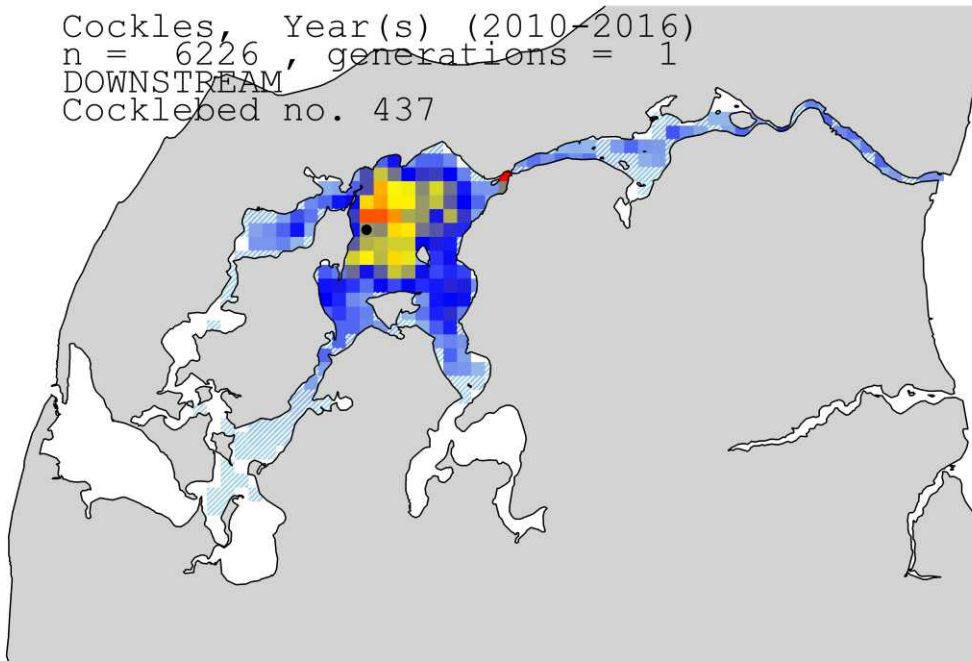 Cockles, Year(s) (2010-2016)
n = 6226 , generations = 1
DOWNSTREAM
Cocklebed no. 437